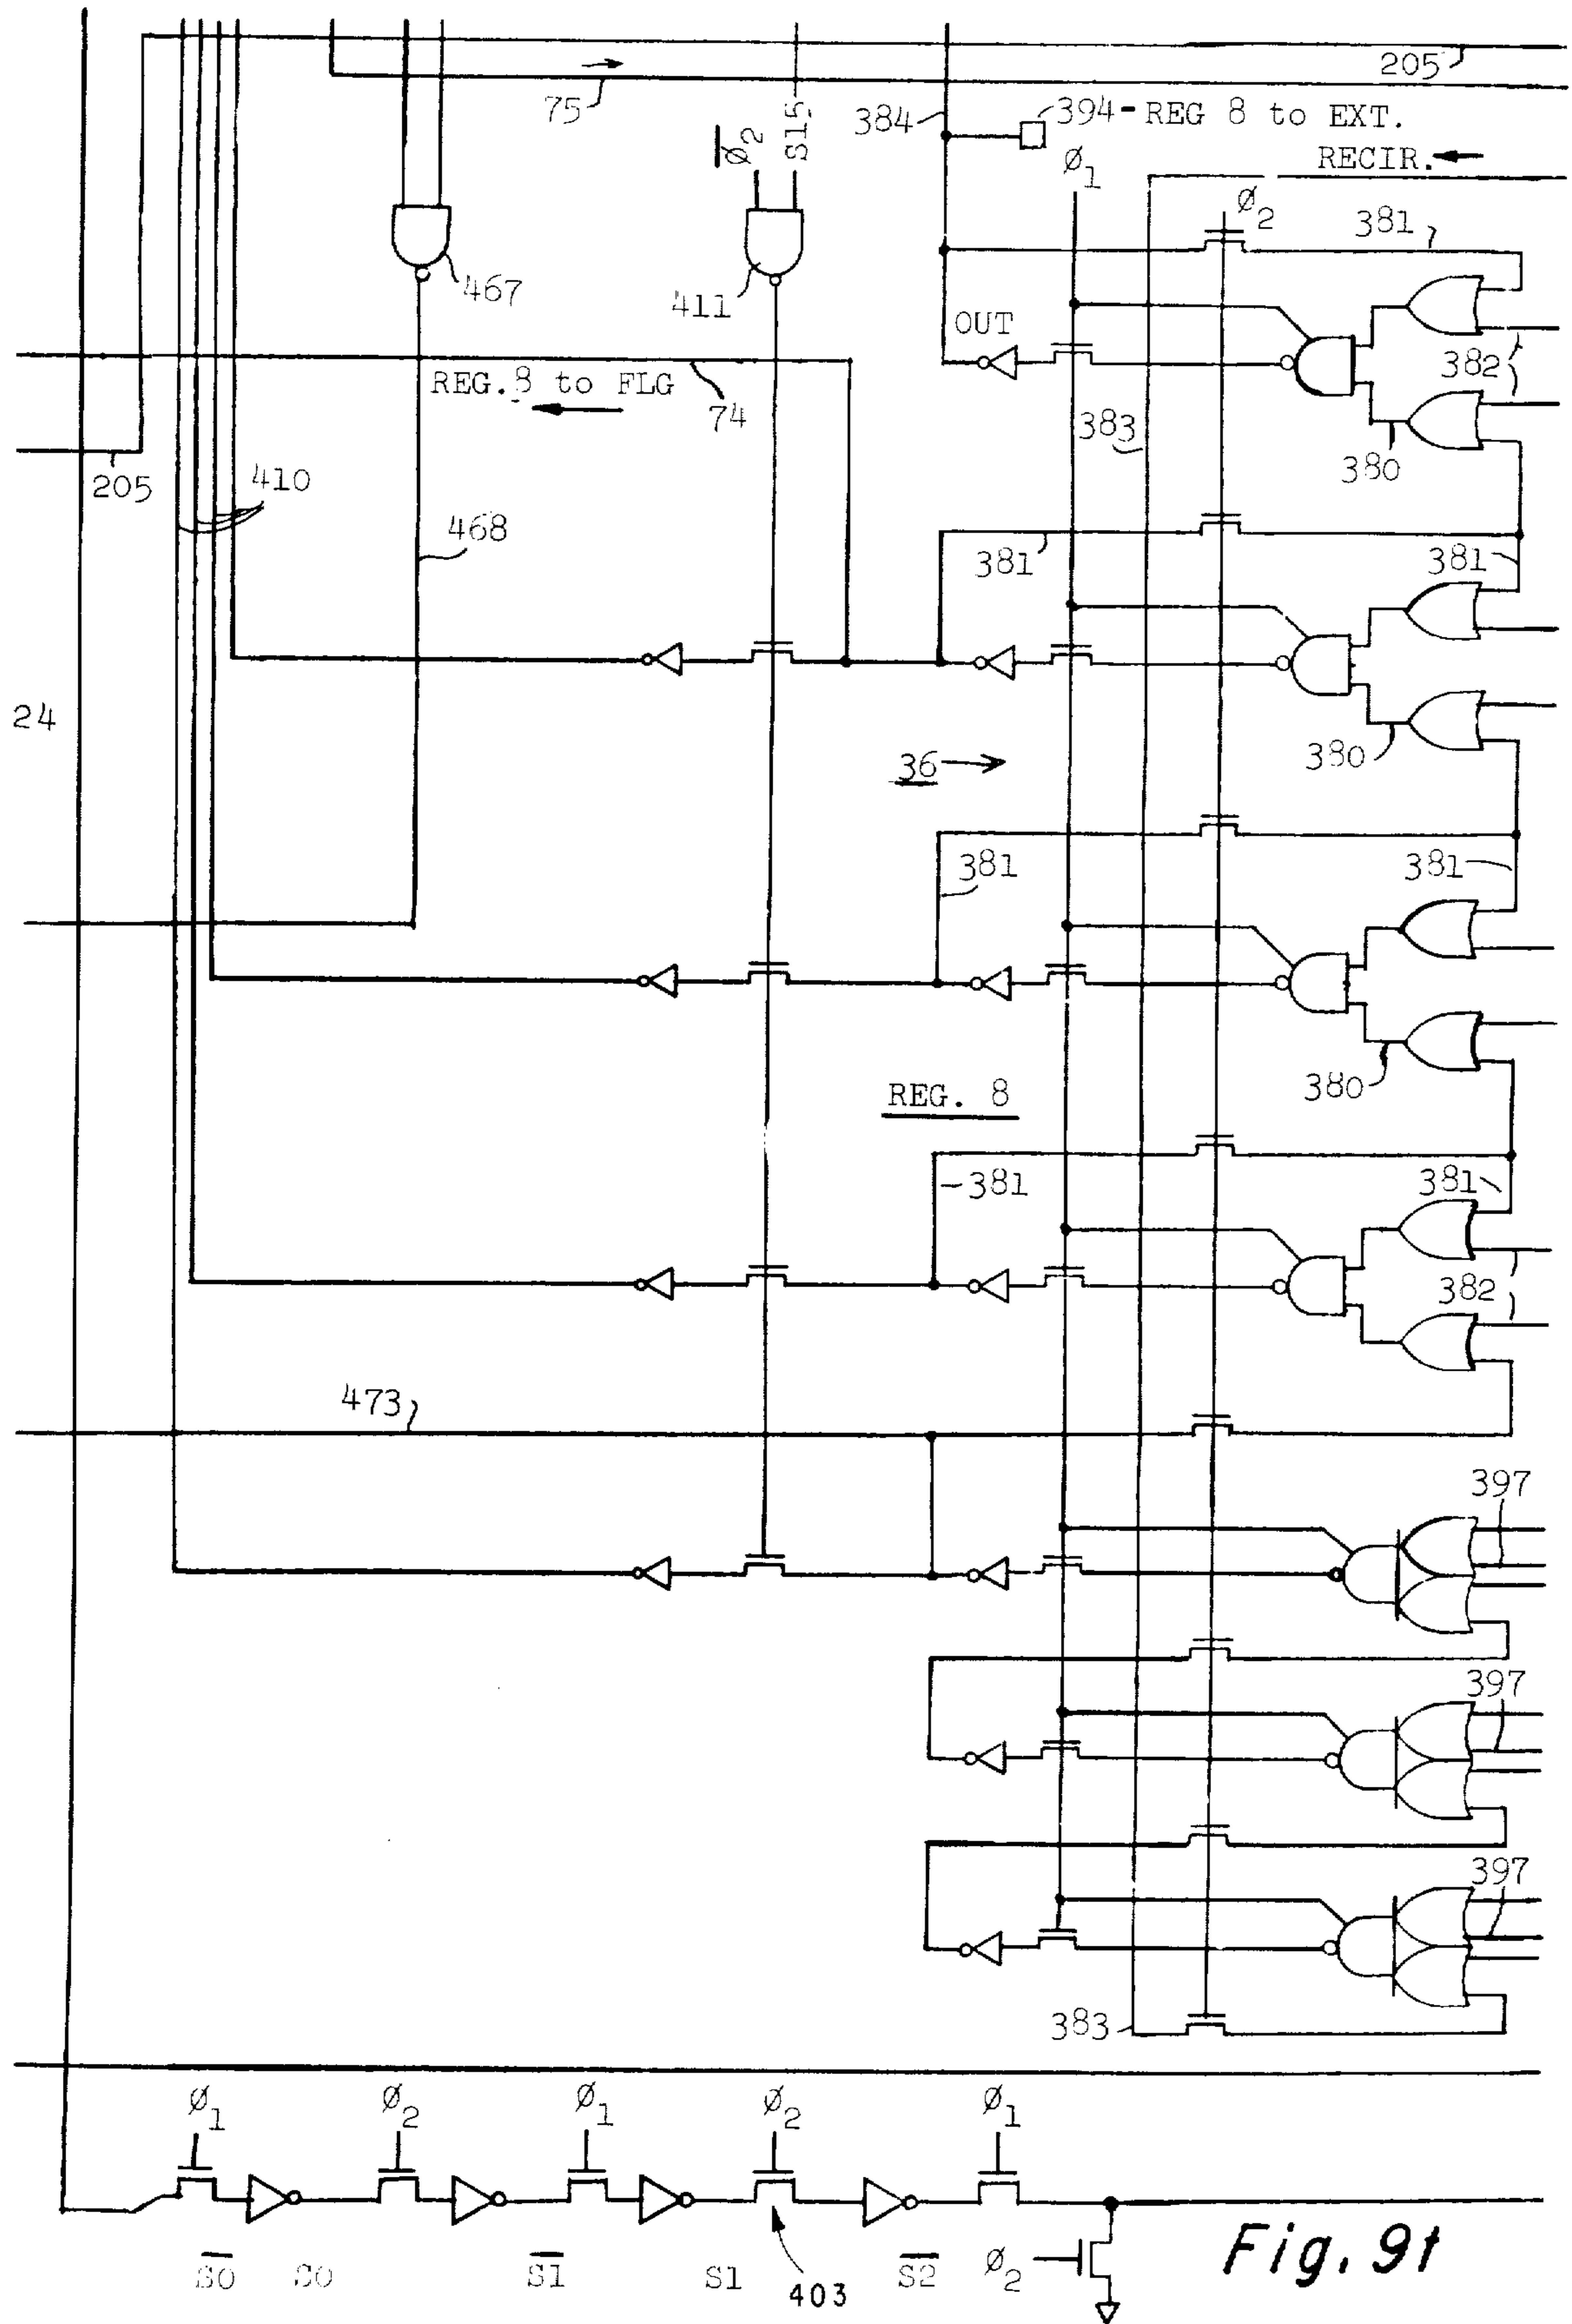 205
75
384
394-REG 8 to EXT.
RECIR.
Ø2
S15
Ø1
Ø2
381
467
411
OUT
382
REG.8 to FLG
74
383
380
205
410
468
381
381
24
36
380
381
381
380
REG. 8
381
381
382
473
397
397
397
383
Ø1
Ø2
Ø1
Ø2
Ø1
S0
S0
S1
S1
403
S2
Ø2
Fig. 9t